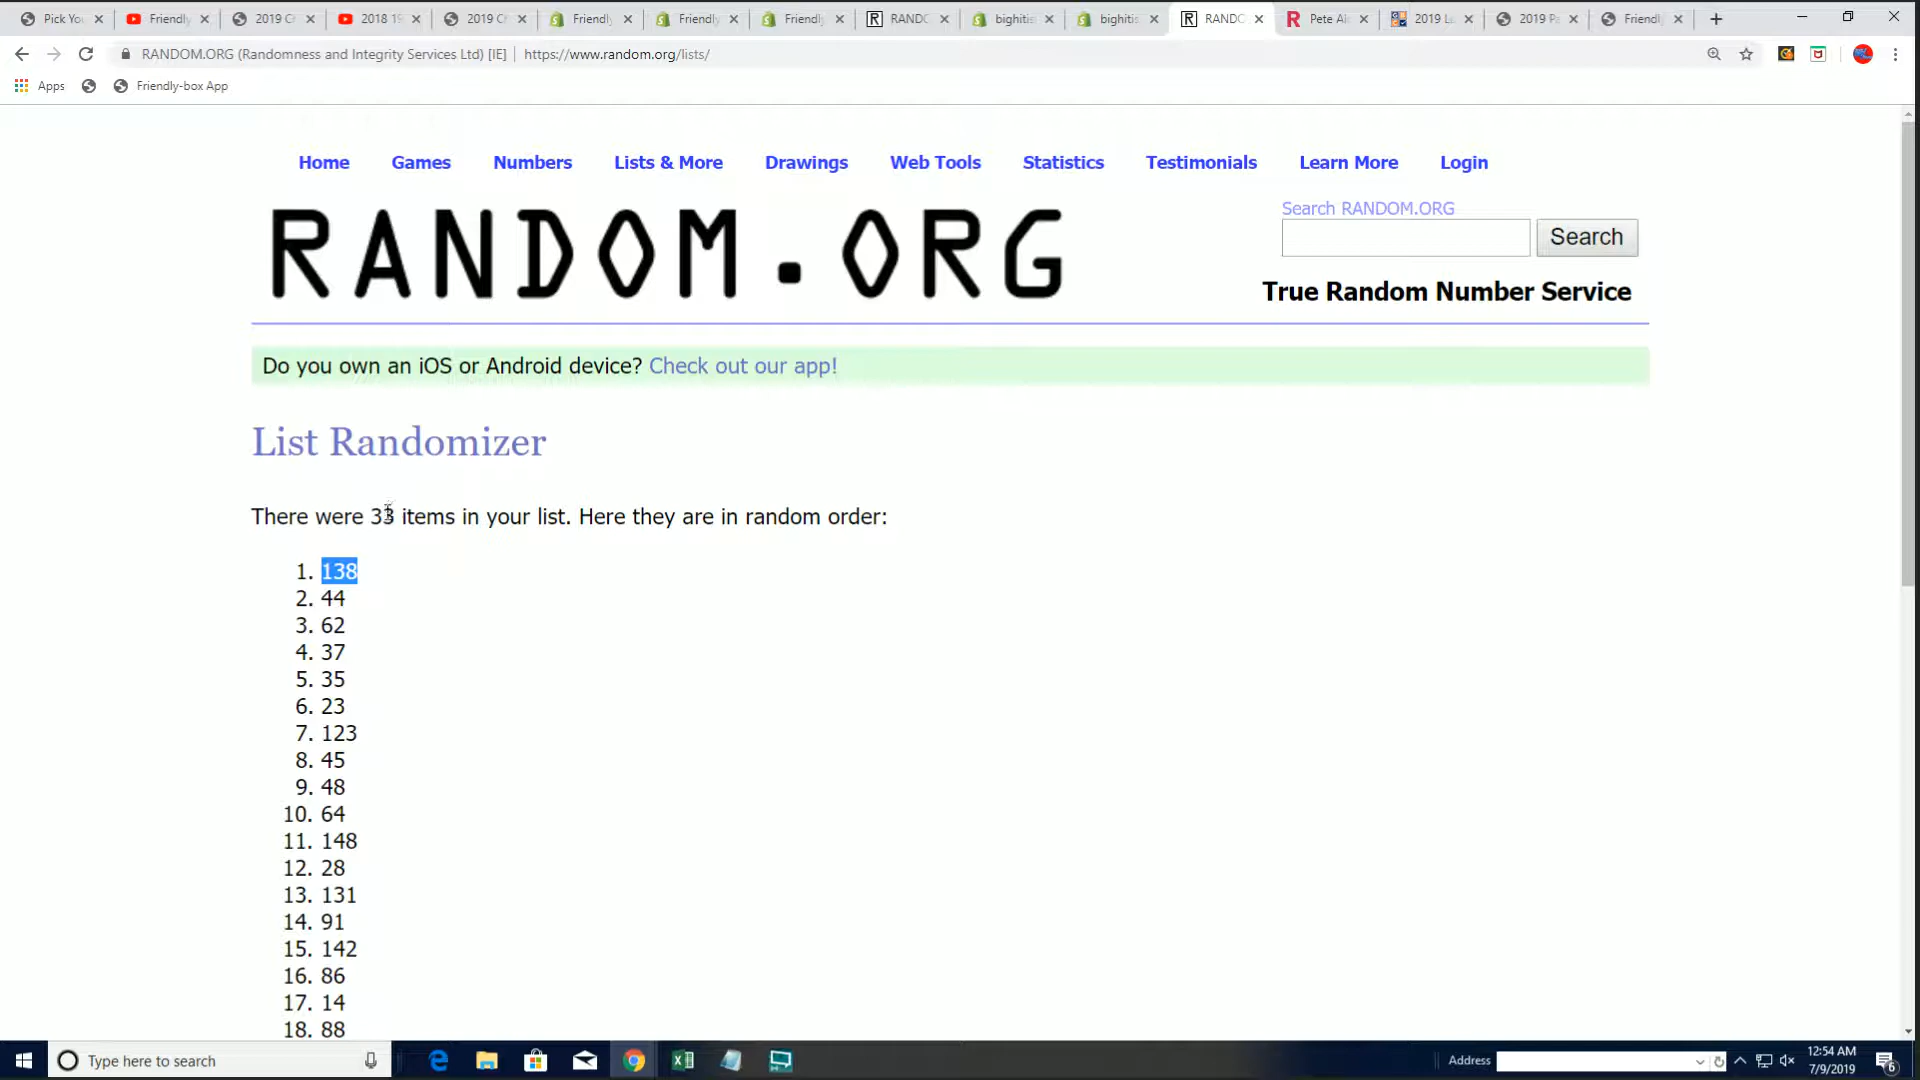 Pick Yo
Friendly
2019 C
2018 19
2019 C
Friendly
Friendly
Friendly
RANDO
bighitis
bighitis
RANDO
Pete Al
2019 L
2019 P
Friendly
RANDOM.ORG (Randomness and Integrity Services Ltd) [IE] https://www.random.org/lists/
Apps Friendly-box App
Home Games Numbers Lists & More Drawings Web Tools Statistics Testimonials Learn More Login
RANDOM.ORG
Search RANDOM.ORG
Search
True Random Number Service
Do you own an iOS or Android device? Check out our app!
List Randomizer
There were 33 items in your list. Here they are in random order:
1. 138
2. 44
3. 62
4. 37
5. 35
6. 23
7. 123
8. 45
9. 48
10. 64
11. 148
12. 28
13. 131
14. 91
15. 142
16. 86
17. 14
18. 88
Type here to search
Address
12:54 AM
7/9/2019
6